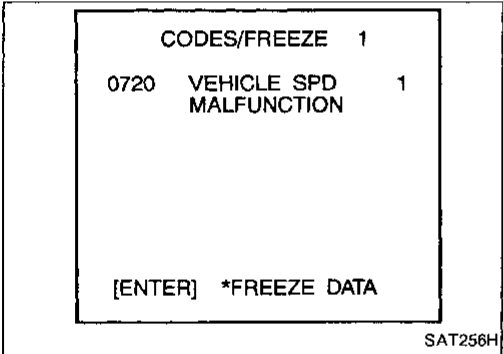 CODES/FREEZE 1
0720 VEHICLE SPD 1
MALFUNCTION
[ENTER] *FREEZE DATA
SAT256H